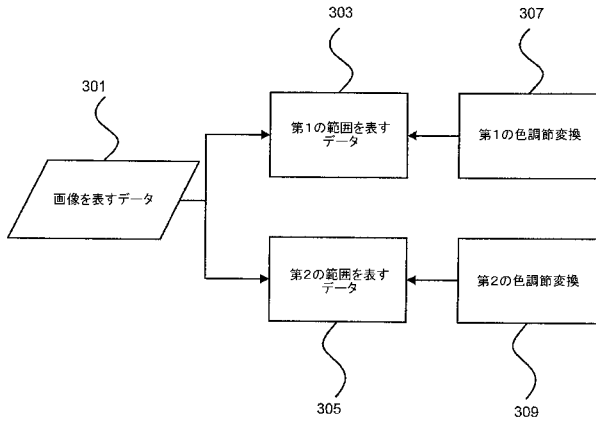 303
307
301
第1の範囲を表す
データ
第1の色調節変換
画像を表すデータ
第2の範囲を表す
データ
第2の色調節変換
305
309